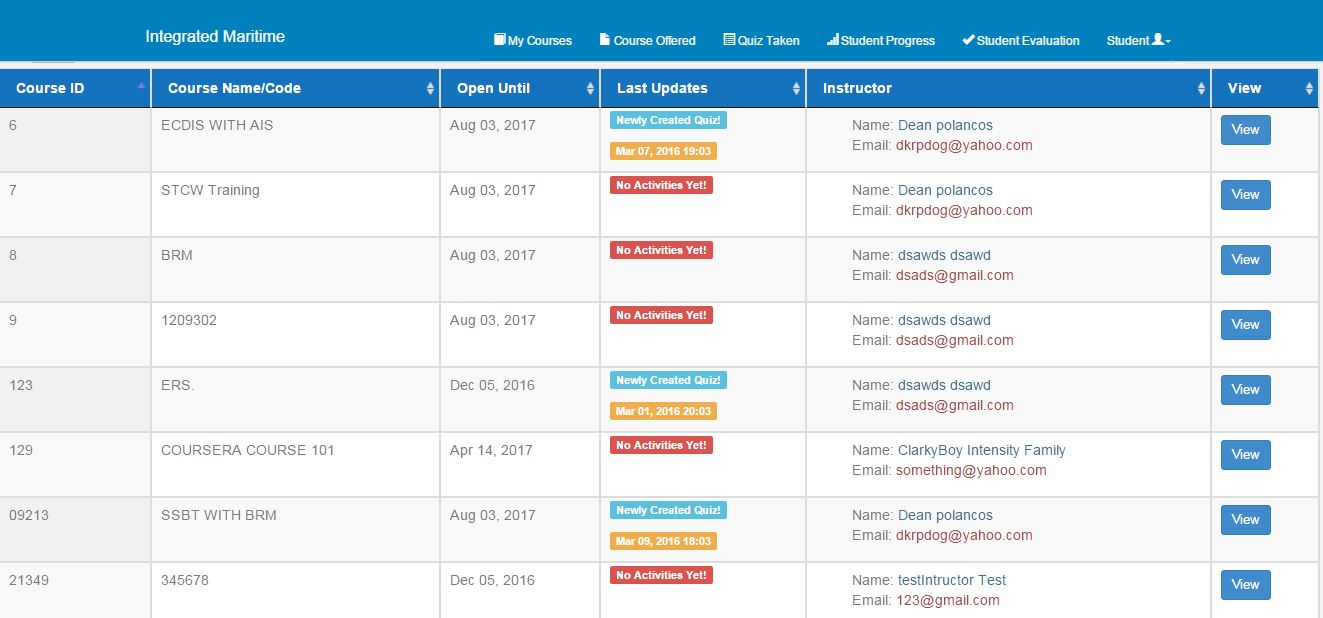 Integrated Maritime
My Courses Course Offered Quiz Taken Student Progress Student Evaluation Student
Course ID Course Name/Code Open Until Last Updates Instructor View
6 ECDIS WITH AIS Aug 03, 2017 Newly Created Quiz! Name: Dean polancos View
Mar 07, 2016 19:03 Email: dkrpdog@yahoo.com
7 STCW Training Aug 03, 2017 No Activities Yet! Name: Dean polancos View
Email: dkrpdog@yahoo.com
8 BRM Aug 03, 2017 No Activities Yet! Name: dsawds dsawd View
Email: dsads@gmail.com
9 1209302 Aug 03, 2017 No Activities Yet! Name: dsawds dsawd View
Email: dsads@gmail.com
123 ERS. Dec 05, 2016 Newly Created Quiz! Name: dsawds dsawd View
Mar 01, 2016 20:03 Email: dsads@gmail.com
129 COURSERA COURSE 101 Apr 14, 2017 No Activities Yet! Name: ClarkyBoy Intensity Family View
Email: something@yahoo.com
09213 SSBT WITH BRM Aug 03, 2017 Newly Created Quiz! Name: Dean polancos View
Mar 09, 2016 18:03 Email: dkrpdog@yahoo.com
21349 345678 Dec 05, 2016 No Activities Yet! Name: testIntructor Test View
Email: 123@gmail.com